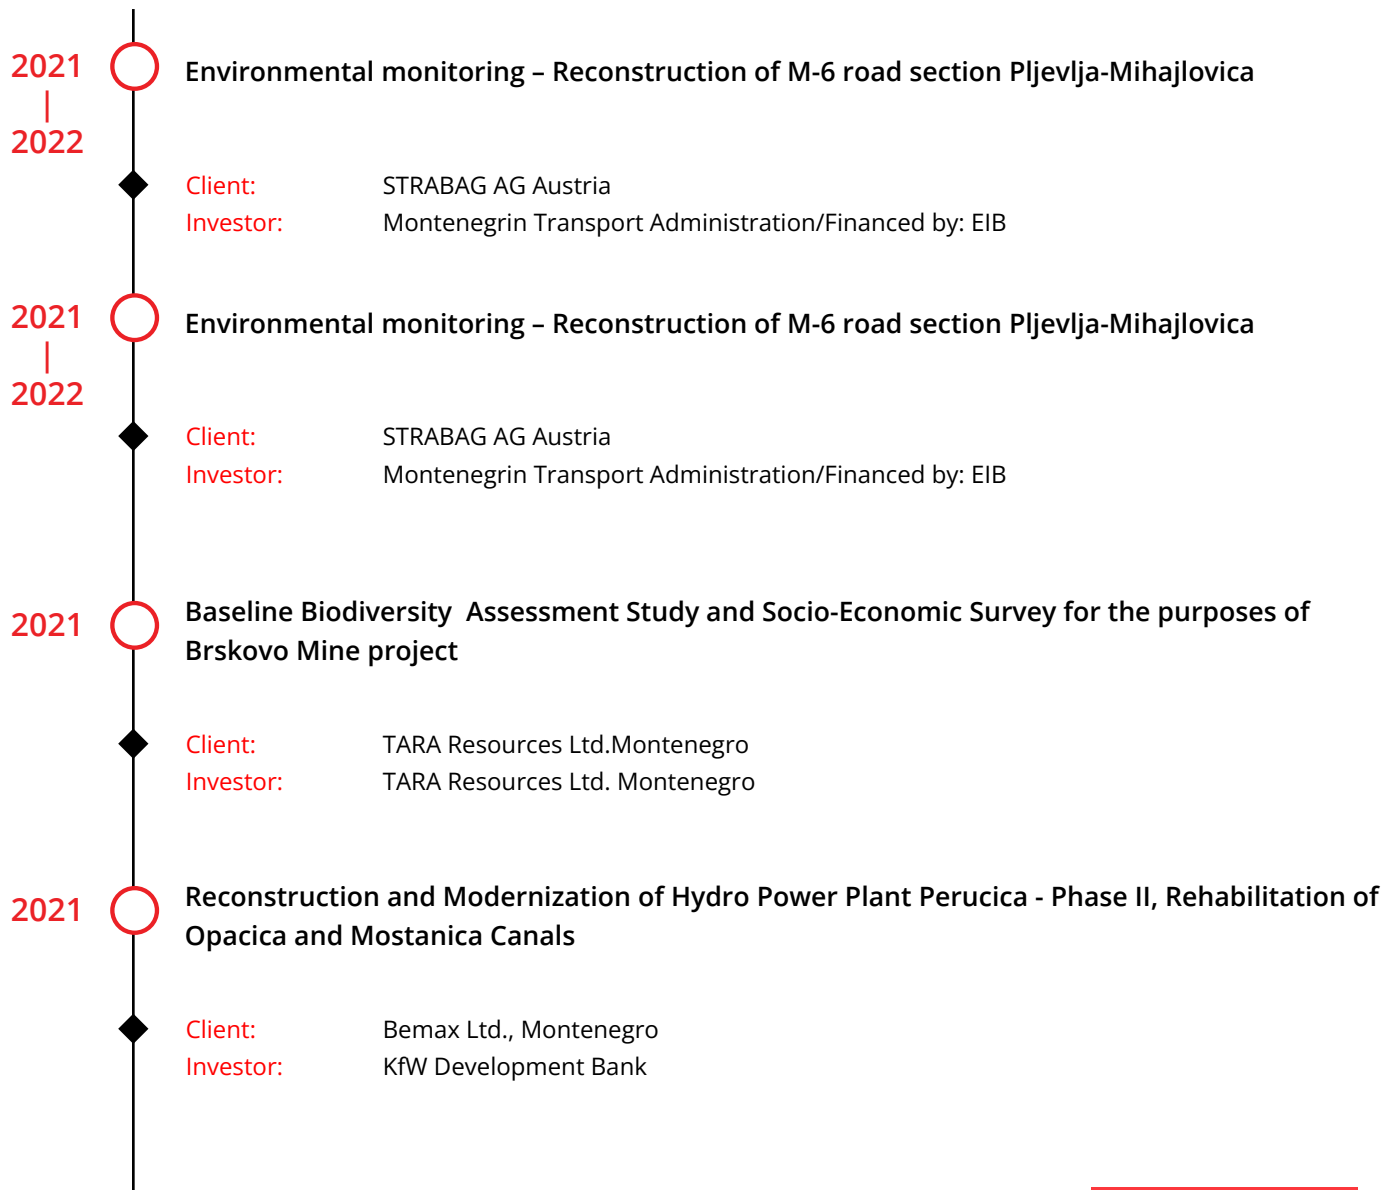 2021
|
2022
Environmental monitoring – Reconstruction of M-6 road section Pljevlja-Mihajlovica
Client: STRABAG AG Austria
Investor: Montenegrin Transport Administration/Financed by: EIB
2021
|
2022
Environmental monitoring – Reconstruction of M-6 road section Pljevlja-Mihajlovica
Client: STRABAG AG Austria
Investor: Montenegrin Transport Administration/Financed by: EIB
2021
Baseline Biodiversity  Assessment Study and Socio-Economic Survey for the purposes of
Brskovo Mine project
Client: TARA Resources Ltd.Montenegro
Investor: TARA Resources Ltd. Montenegro
2021
Reconstruction and Modernization of Hydro Power Plant Perucica - Phase II, Rehabilitation of
Opacica and Mostanica Canals
Client: Bemax Ltd., Montenegro
Investor: KfW Development Bank